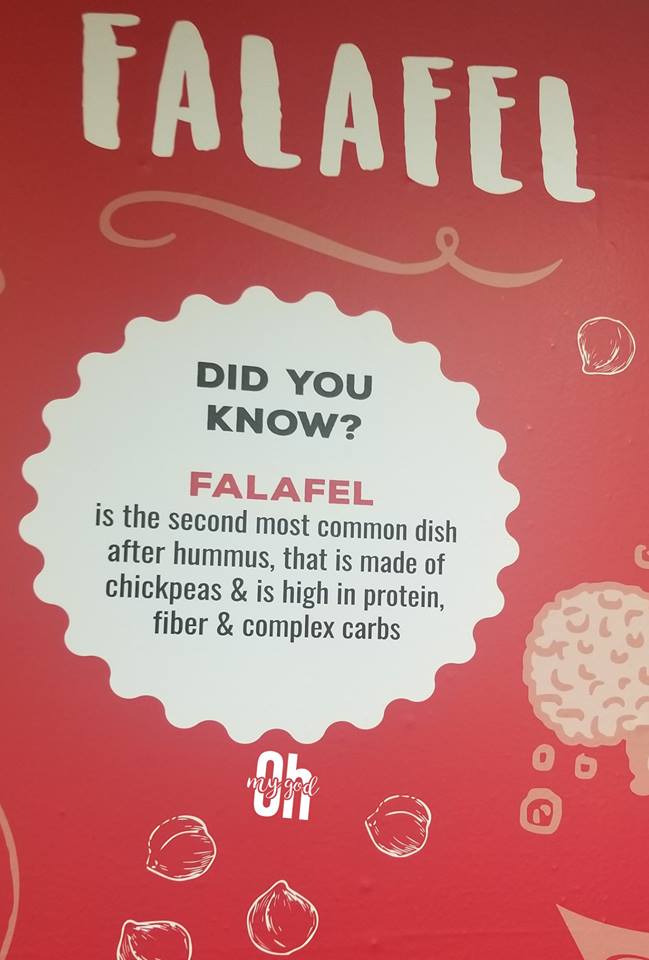 FALAFEL
DID YOU
KNOW?
FALAFEL
is the second most common dish
after hummus, that is made of
chickpeas & is high in protein,
fiber & complex carbs
Oh
my god